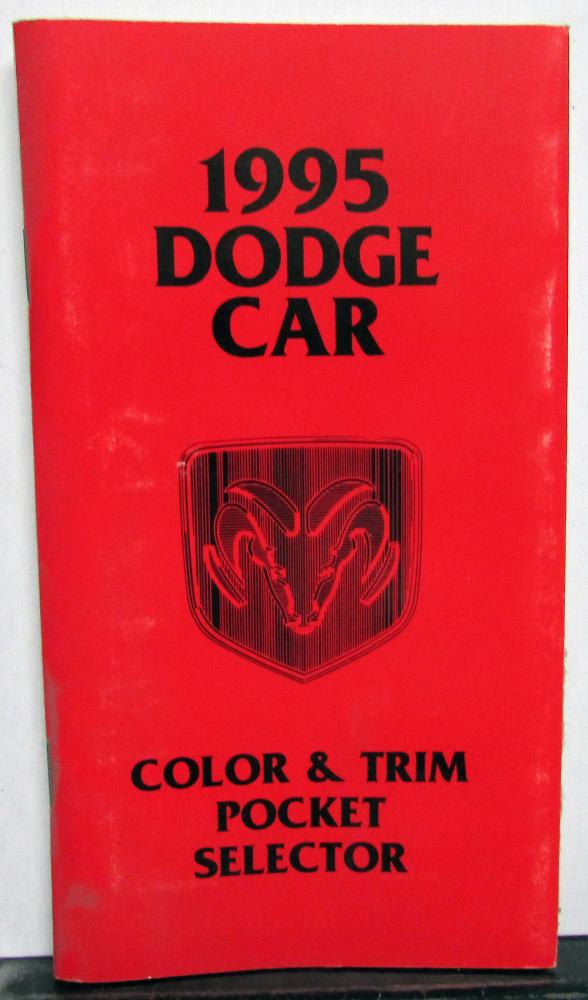 1995
DODGE
CAR
COLOR & TRIM
POCKET
SELECTOR